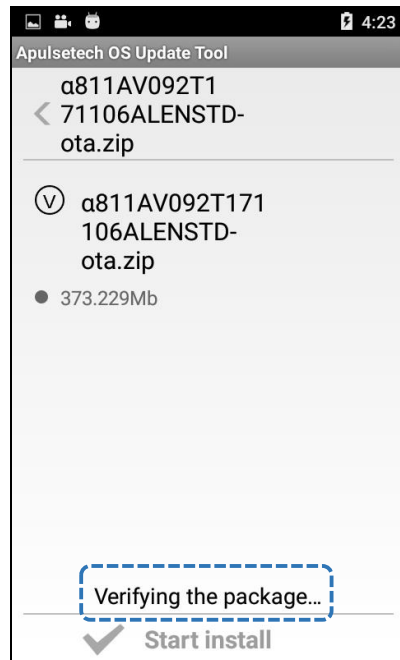 4:23
Apulsetech OS Update Tool
α811AV092T1
71106ALENSTD-
ota.zip
V
α811AV092T171
106ALENSTD-
ota.zip
373.229Mb
Verifying the package...
Start install